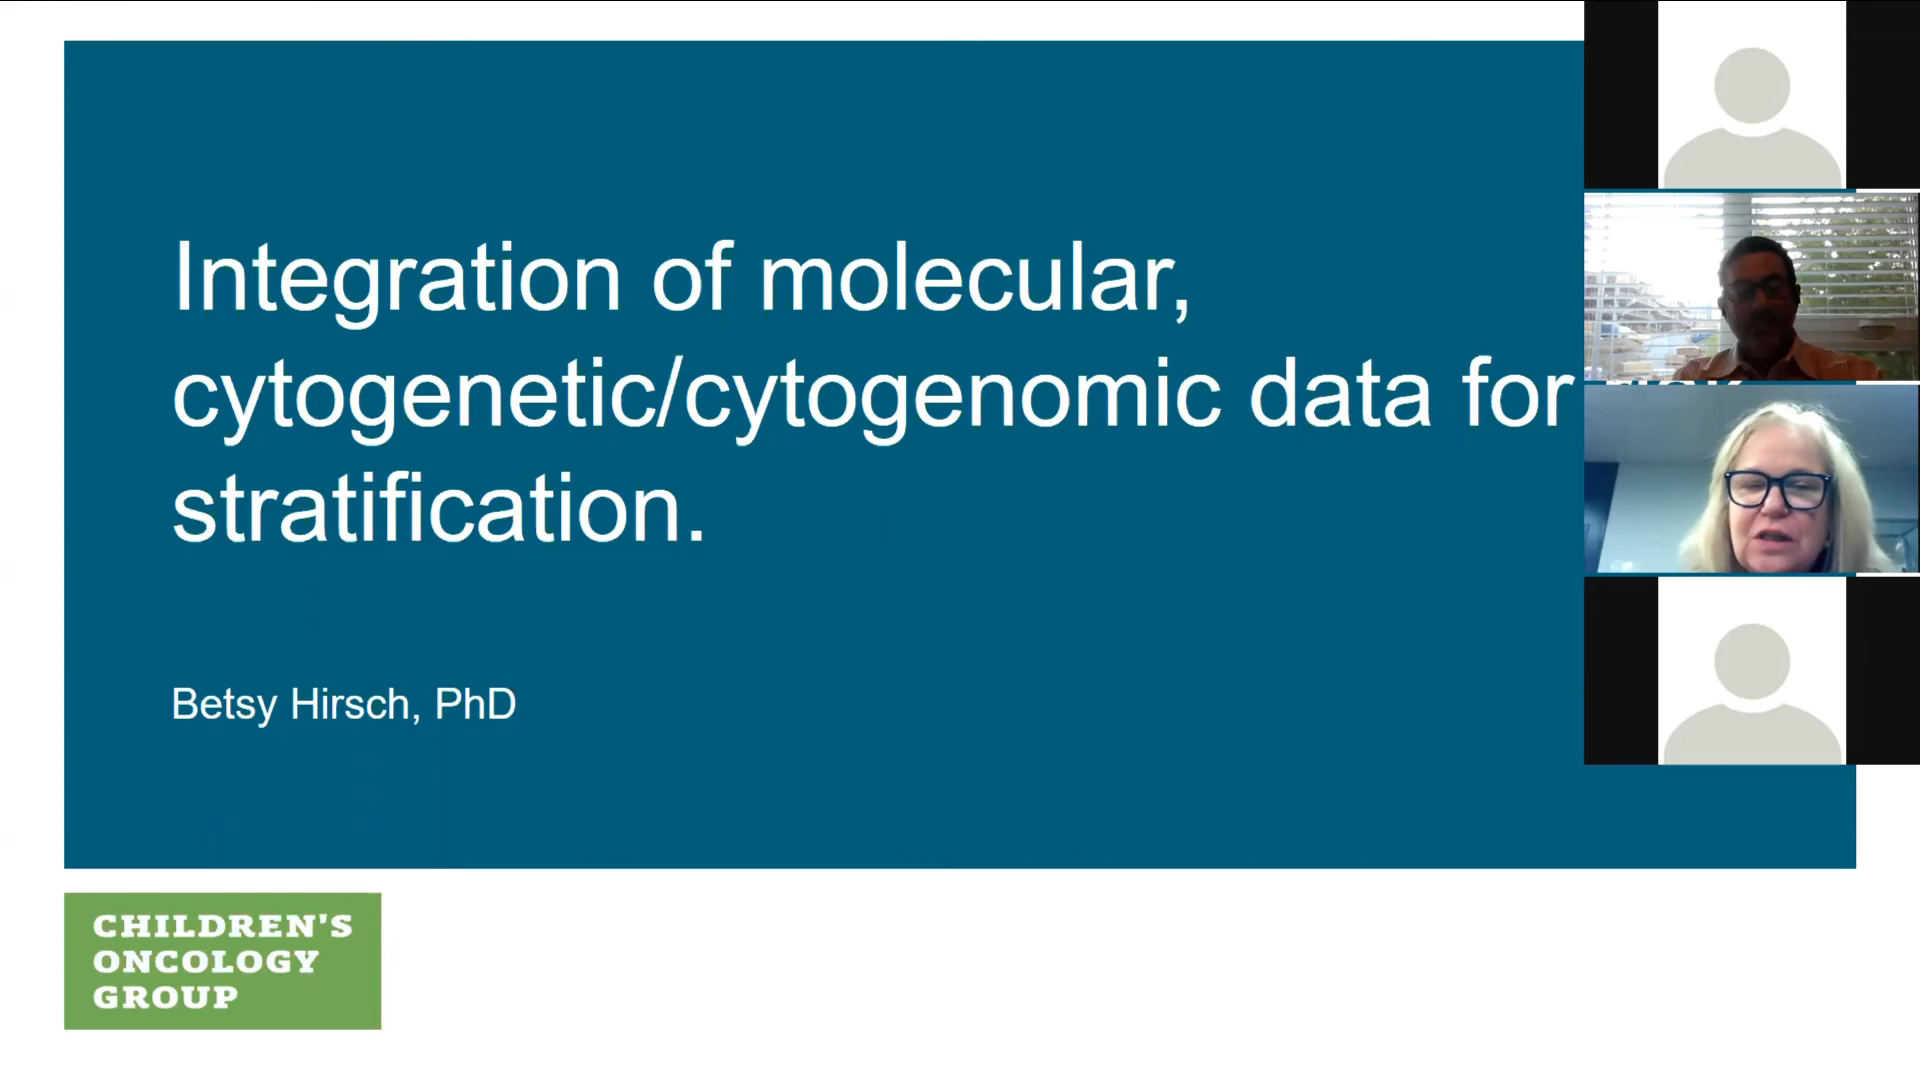 Integration of molecular,
cytogenetic/cytogenomic data for
stratification.
Betsy Hirsch, PhD
CHILDREN'S
ONCOLOGY
GROUP